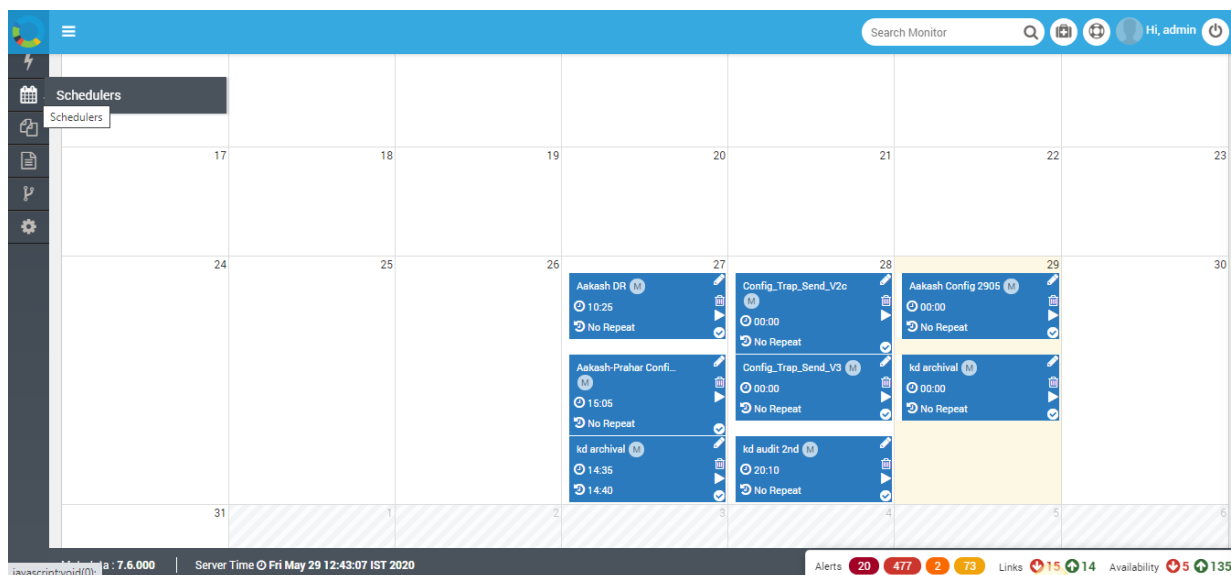 Search Monitor
Hi, admin
Schedulers
Schedulers
17 18 19 20 21 22 23
24 25 26 27 28 29 30
Aakash DR M
10:25
No Repeat
Aakash-Prahar Confi...
M
15:05
No Repeat
kd archival M
14:35
14:40
Config_Trap_Send_V2c
M
00:00
No Repeat
Config_Trap_Send_V3 M
00:00
No Repeat
kd audit 2nd M
20:10
No Repeat
Aakash Config 2905 M
00:00
No Repeat
kd archival M
00:00
No Repeat
31 1 2 3 4 5 6
javascript:void(0);
: 7.6.000 Server Time Fri May 29 12:43:07 IST 2020
Alerts 20 477 2 73 Links 15 14 Availability 5